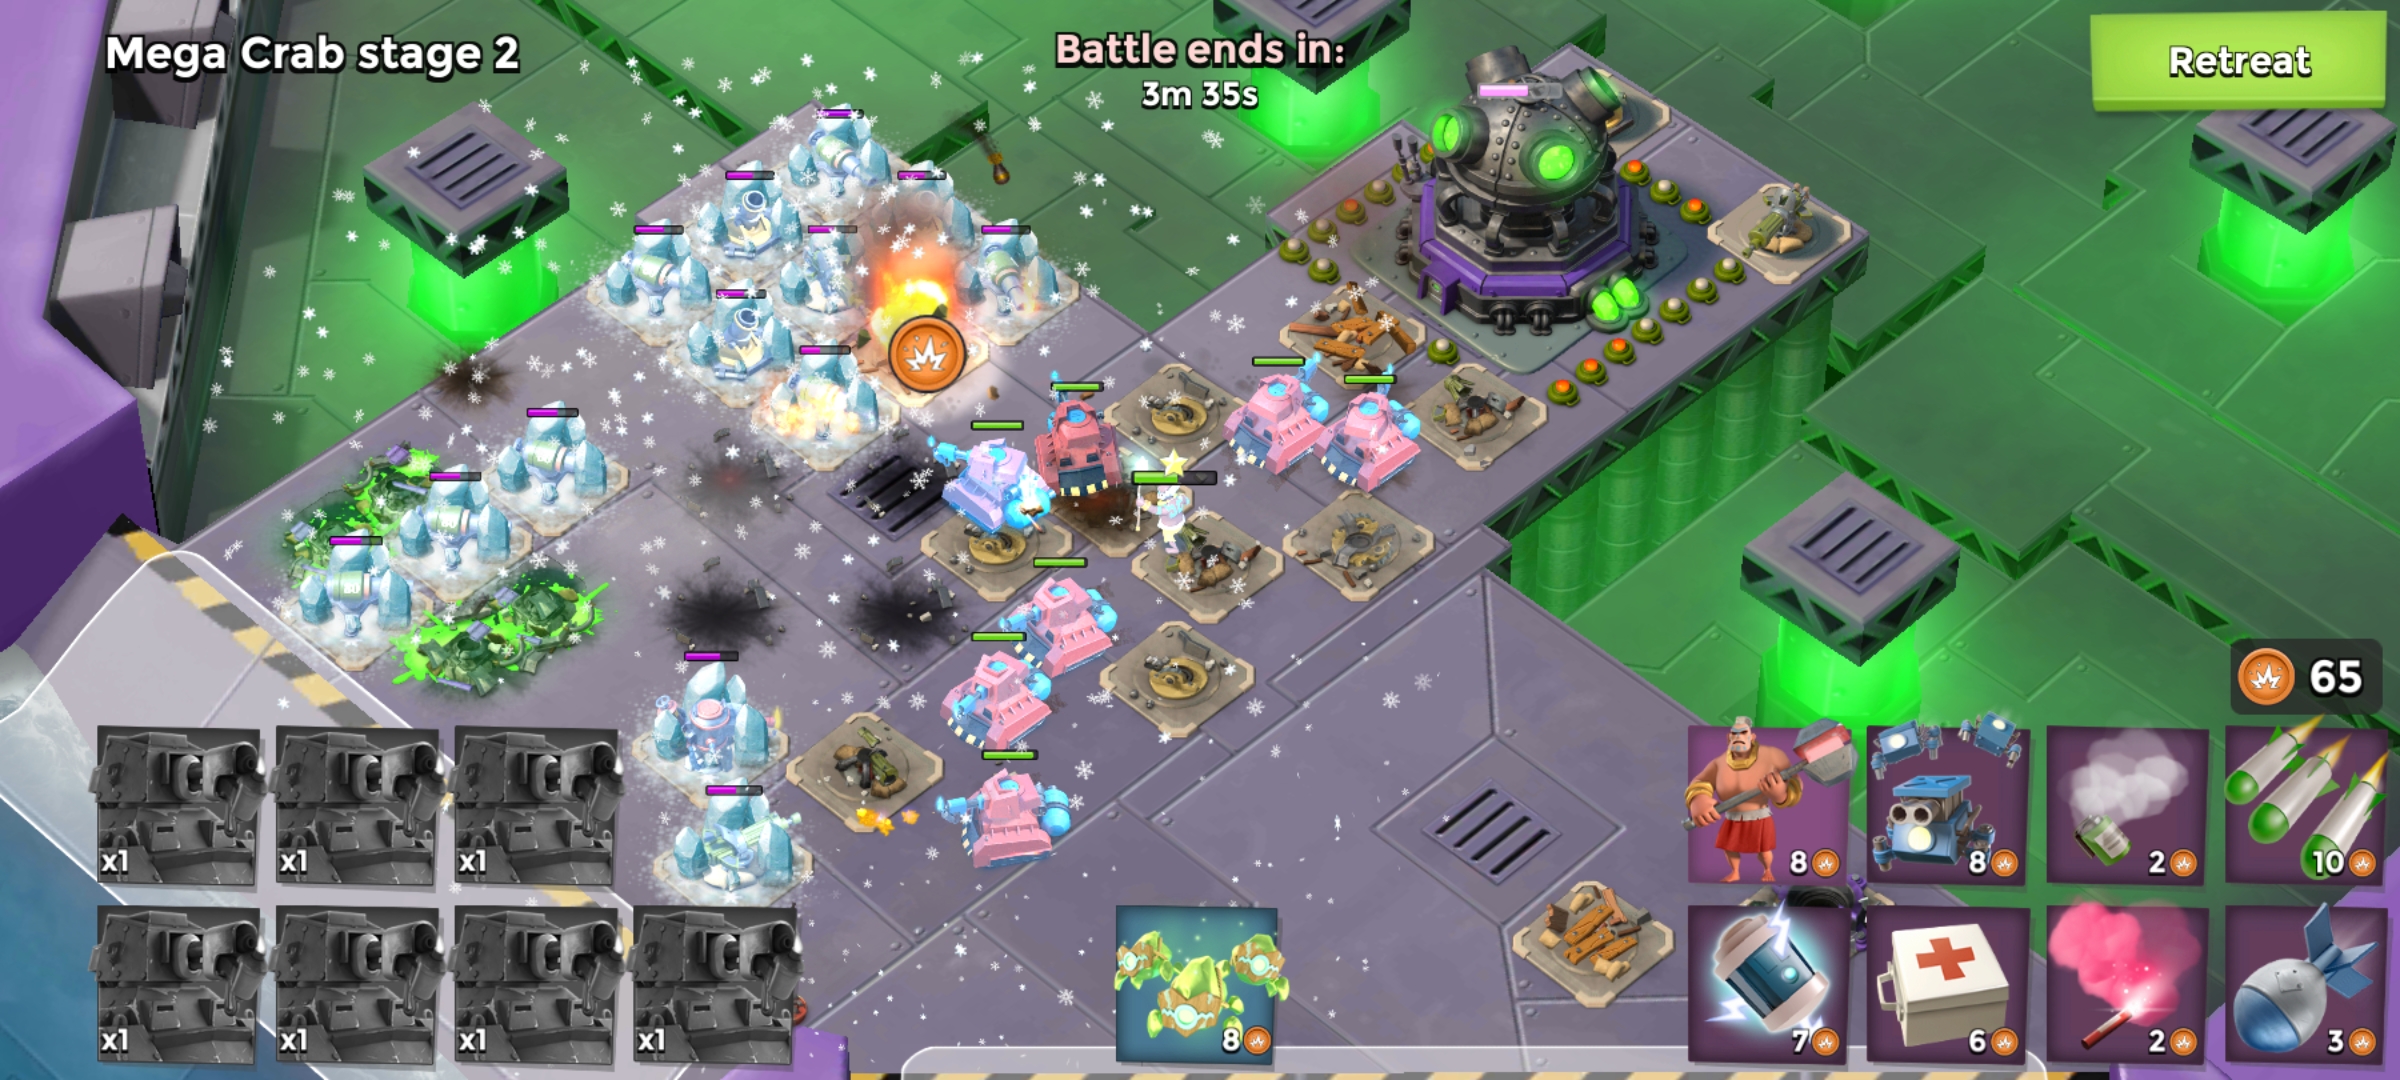 Mega Crab stage 2
Battle ends in:
3m 35s
Retreat
65
8
8
2
10
x1
x1
x1
x1
x1
x1
x1
8
7
6
2
3